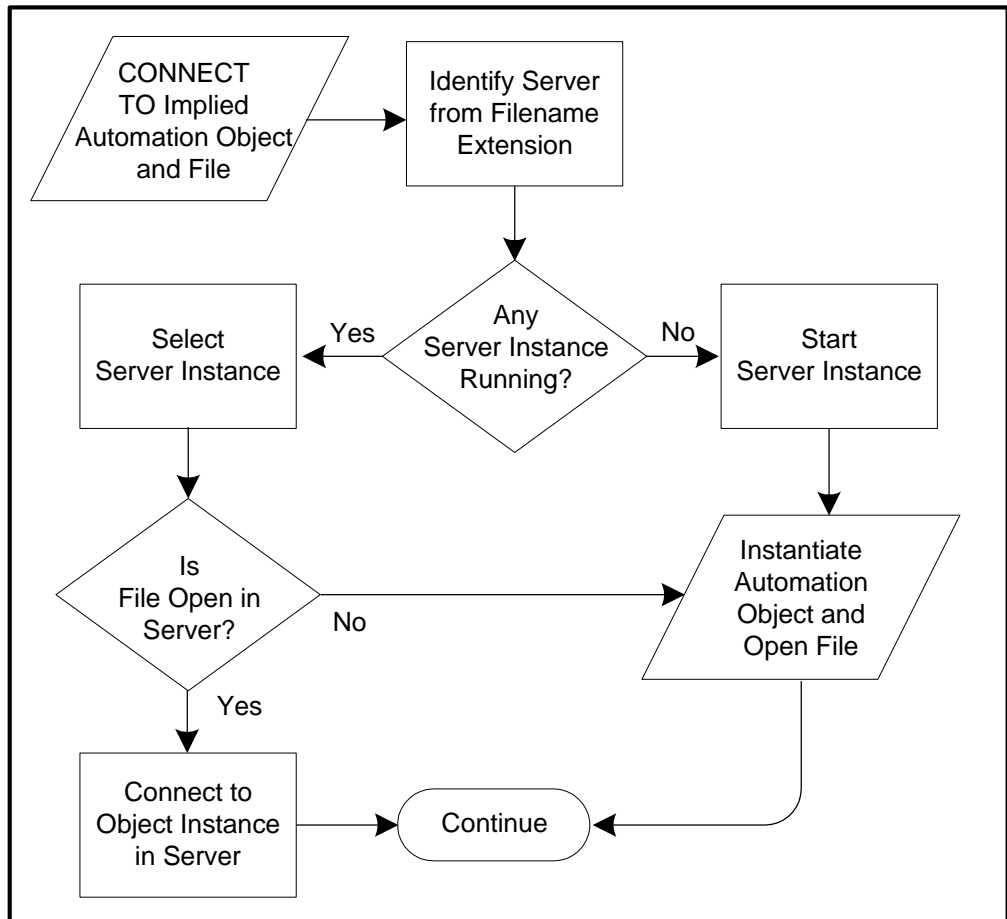 CONNECT
TO Implied
Automation Object
and File
Identify Server
from Filename
Extension
Any
Server Instance
Running?
Yes
No
Select
Server Instance
Start
Server Instance
Is
File Open in
Server?
No
Yes
Instantiate
Automation
Object and
Open File
Connect to
Object Instance
in Server
Continue